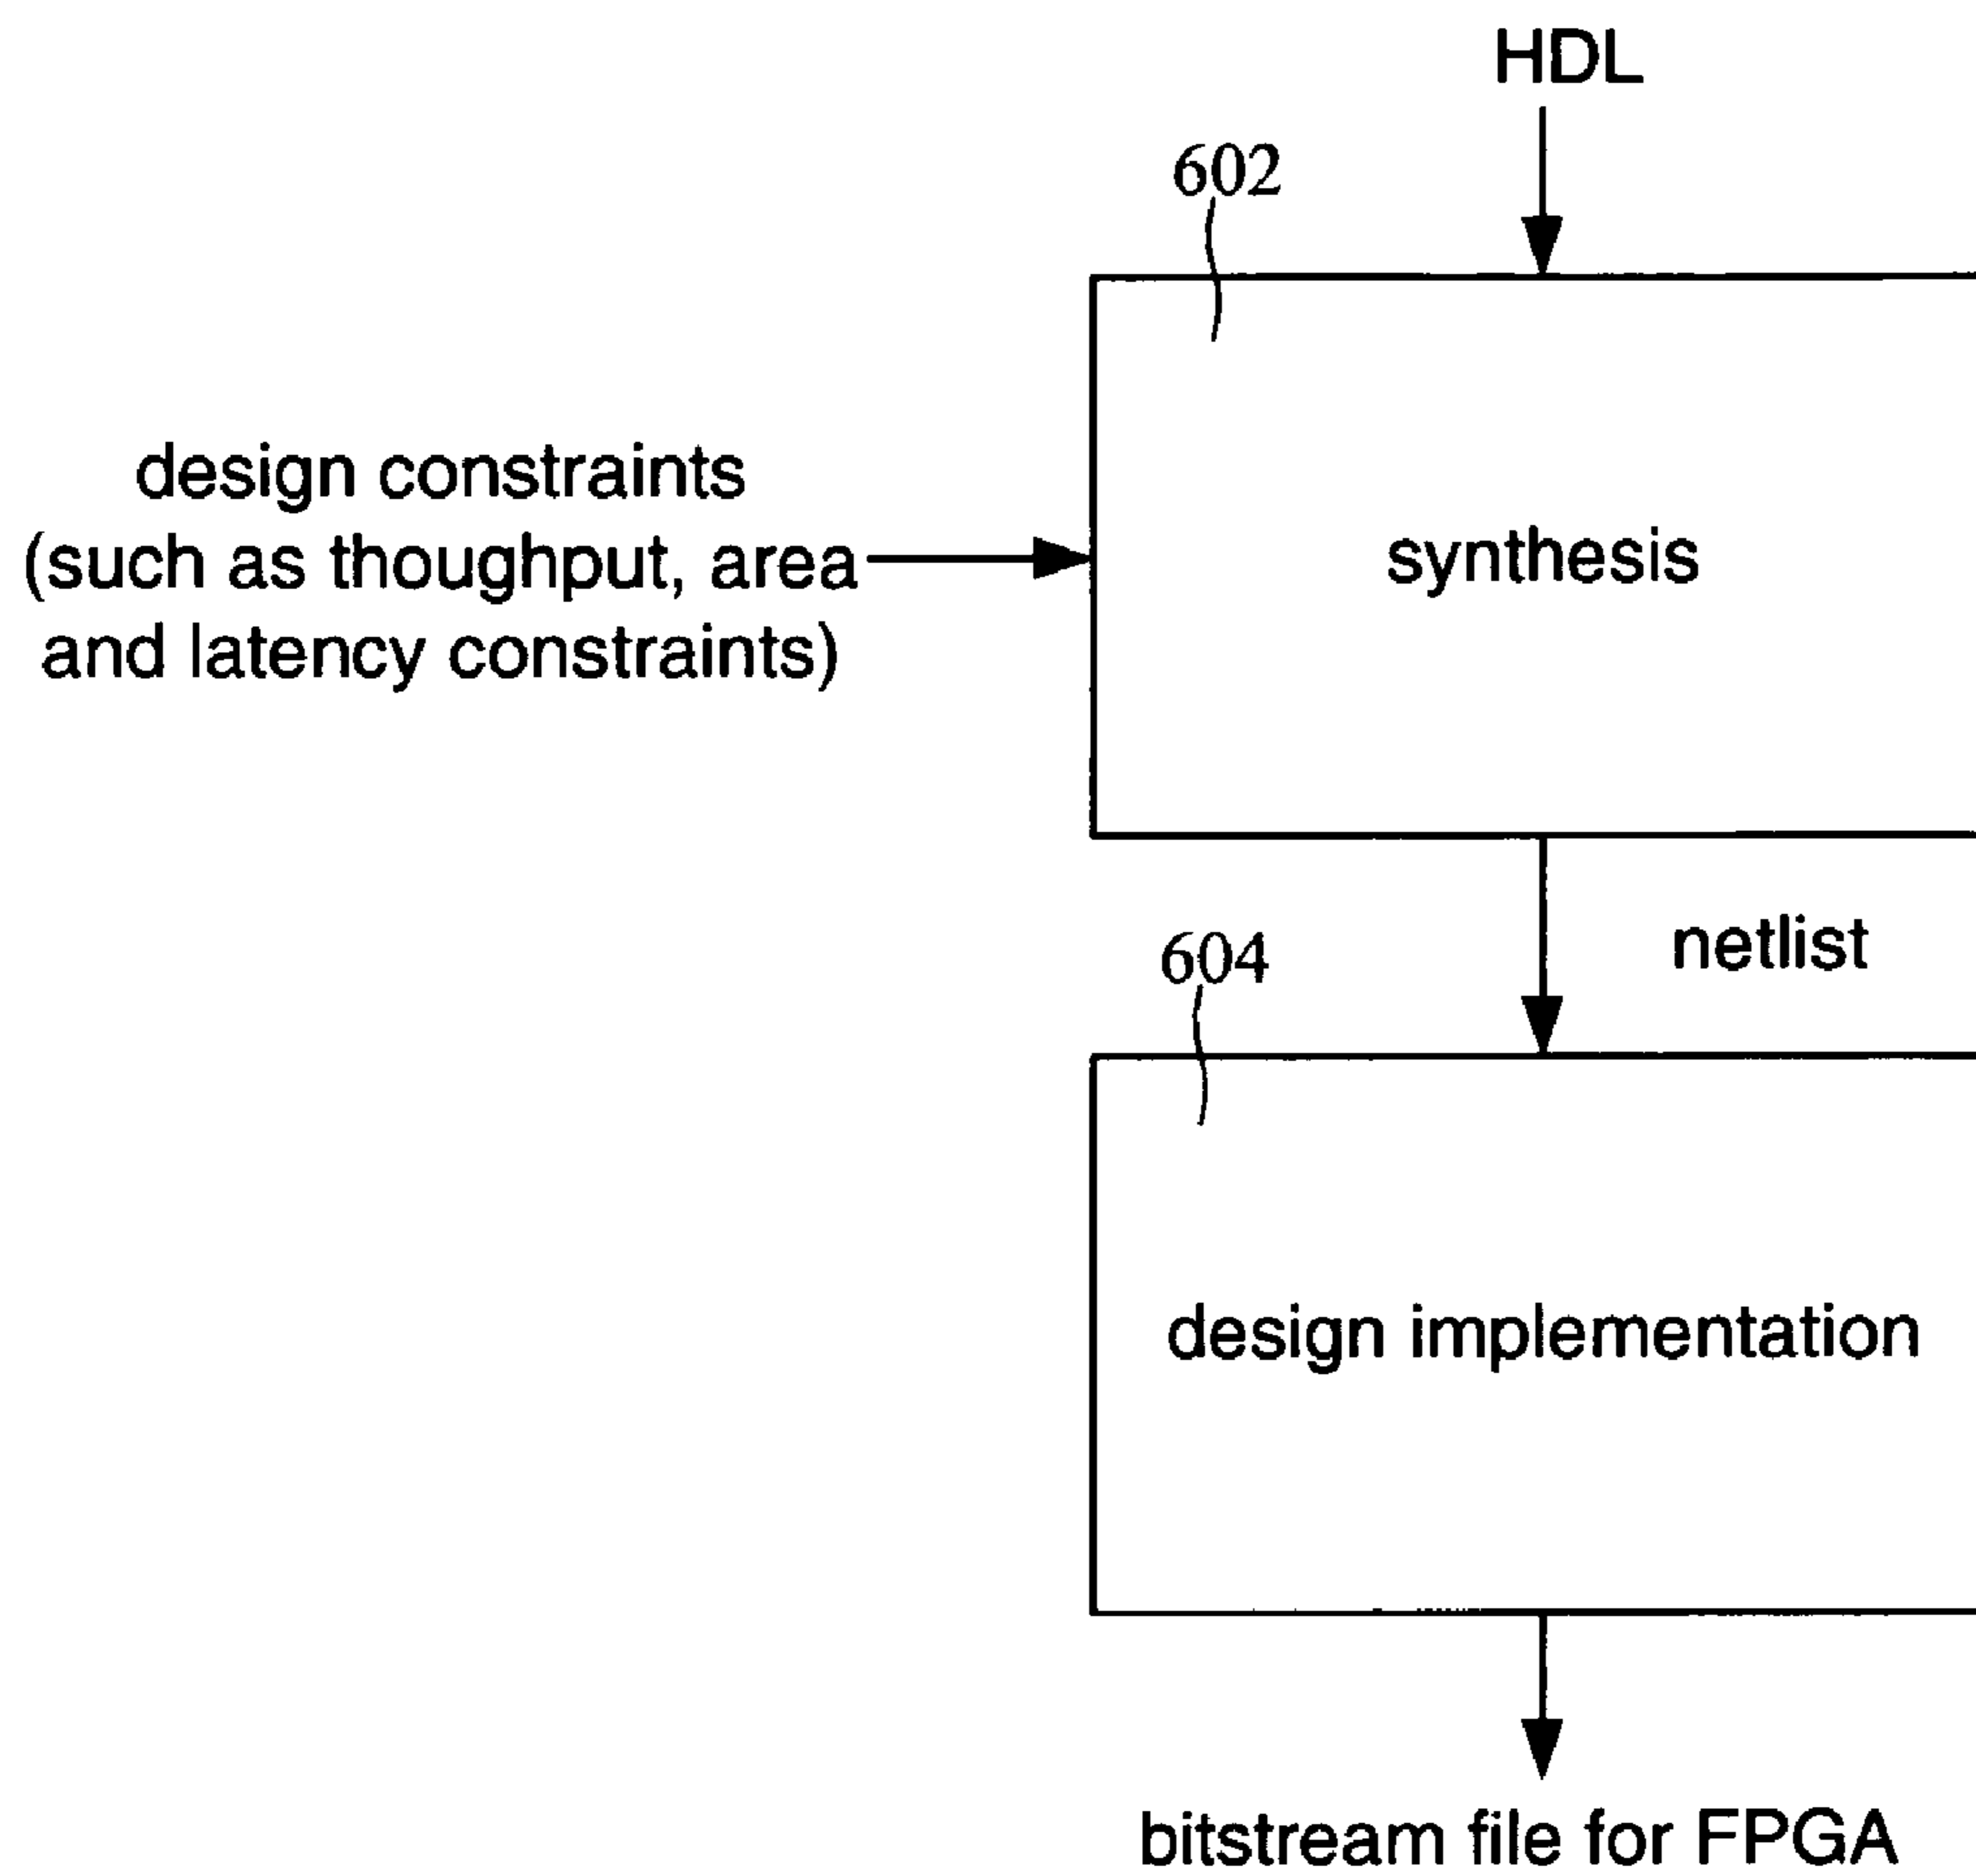 HDL
602
design constraints
(such as thoughput, area
and latency constraints)
synthesis
netlist
604
design implementation
bitstream file for FPGA